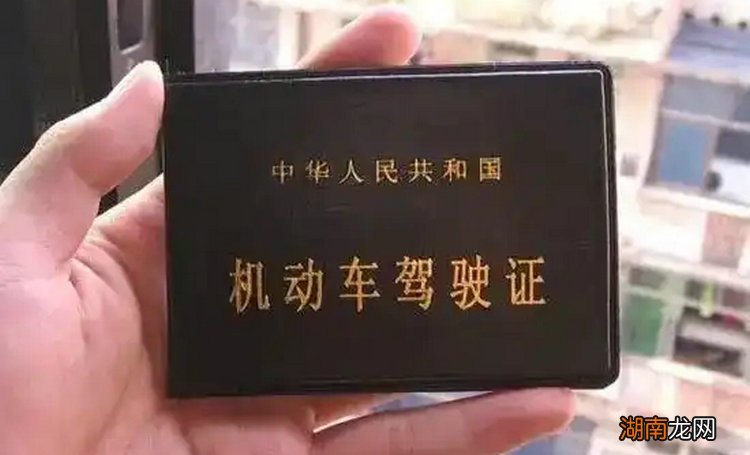 中华人民共和国
机动车驾驶证
湖南龙网